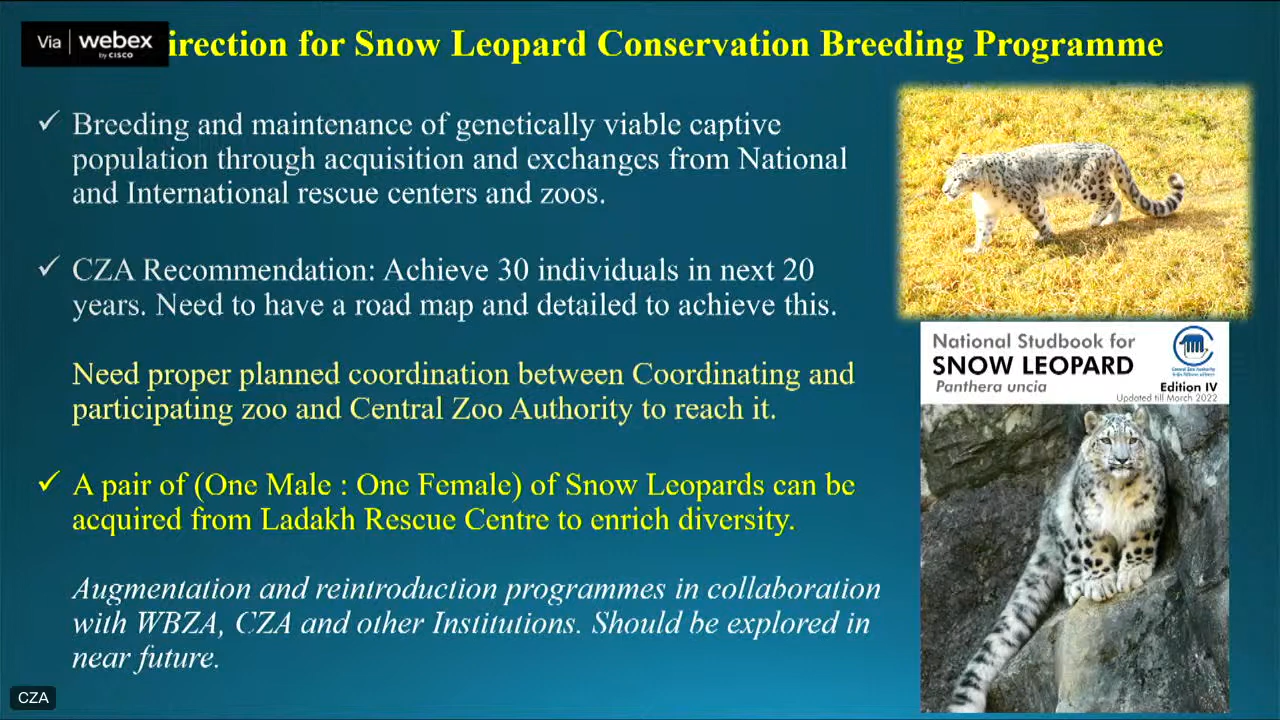 Via webex
by CISCO
irection for Snow Leopard Conservation Breeding Programme
✓ Breeding and maintenance of genetically viable captive
population through acquisition and exchanges from National
and International rescue centers and zoos.
✓ CZA Recommendation: Achieve 30 individuals in next 20
years. Need to have a road map and detailed to achieve this.
Need proper planned coordination between Coordinating and
participating zoo and Central Zoo Authority to reach it.
✓ A pair of (One Male : One Female) of Snow Leopards can be
acquired from Ladakh Rescue Centre to enrich diversity.
Augmentation and reintroduction programmes in collaboration
with WBZA, CZA and other Institutions. Should be explored in
near future.
National Studbook for
SNOW LEOPARD
Panthera uncia
Central Zoo Authority
Edition IV
Updated till March 2022
CZA